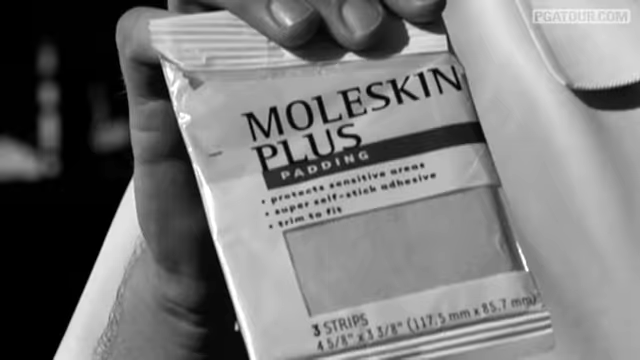 PGATOUR.COM
MOLESKIN
PLUS
PADDING
• protects sensitive areas
• super self-stick adhesive
• trim to fit
3 STRIPS
4 5/8" x 3 3/8" (117.5 mm x 85.7 mm)